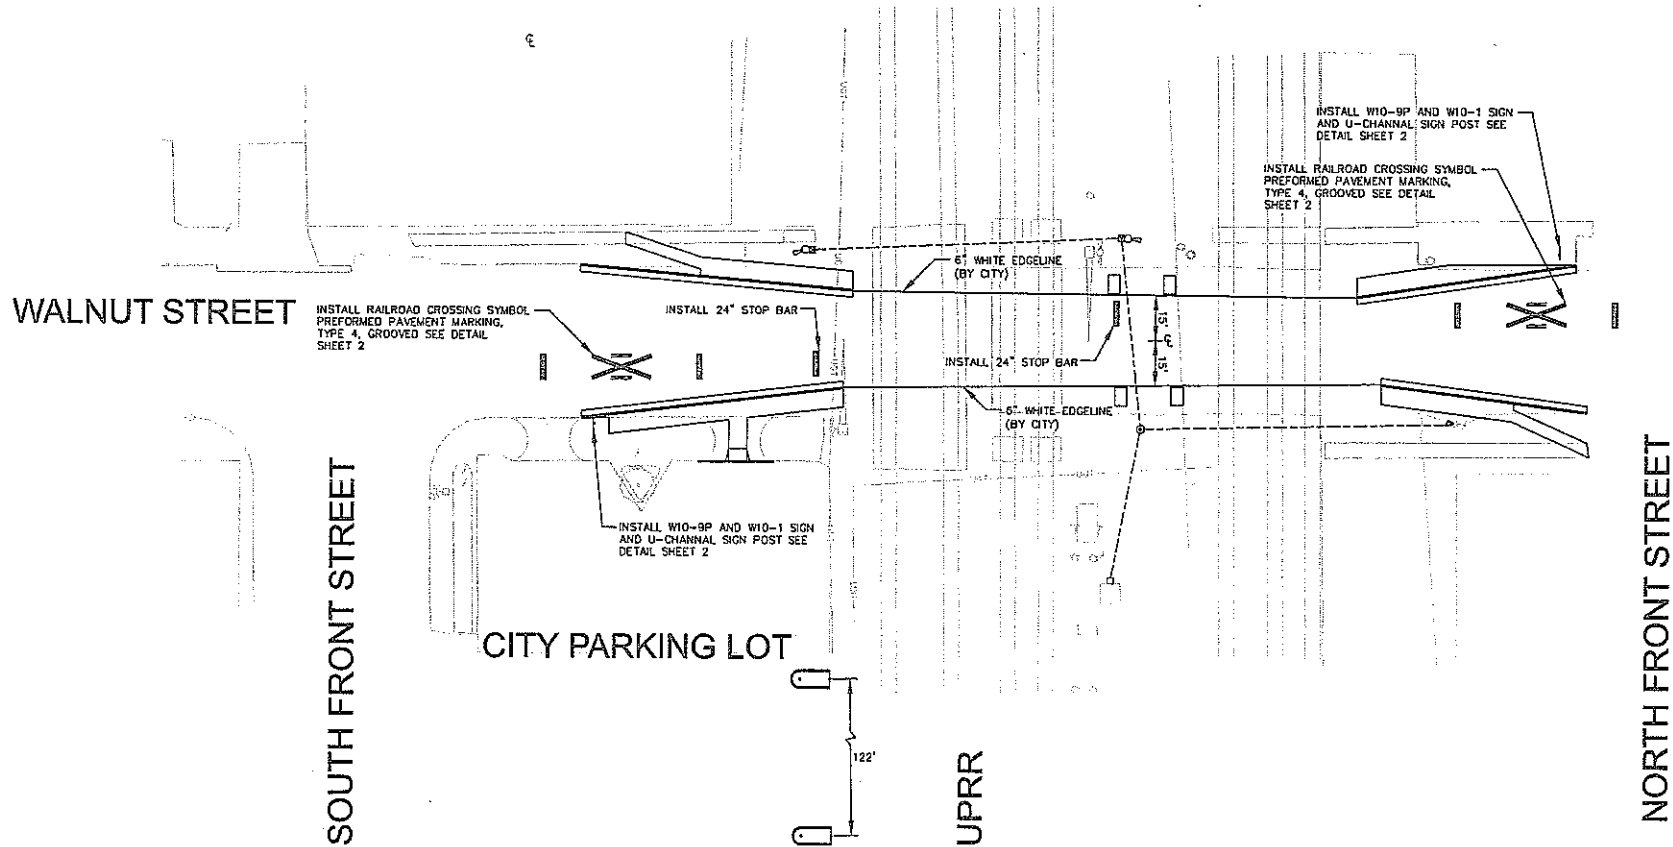 ℄
INSTALL W10-9P AND W10-1 SIGN
AND U-CHANNAL SIGN POST SEE
DETAIL SHEET 2
INSTALL RAILROAD CROSSING SYMBOL
PREFORMED PAVEMENT MARKING,
TYPE 4, GROOVED SEE DETAIL
SHEET 2
6" WHITE EDGELINE
(BY CITY)
WALNUT STREET
INSTALL RAILROAD CROSSING SYMBOL
PREFORMED PAVEMENT MARKING,
TYPE 4, GROOVED SEE DETAIL
SHEET 2
INSTALL 24" STOP BAR
15'
℄
15'
INSTALL 24" STOP BAR
6" WHITE EDGELINE
(BY CITY)
INSTALL W10-9P AND W10-1 SIGN
AND U-CHANNAL SIGN POST SEE
DETAIL SHEET 2
SOUTH FRONT STREET
NORTH FRONT STREET
CITY PARKING LOT
122'
UPRR